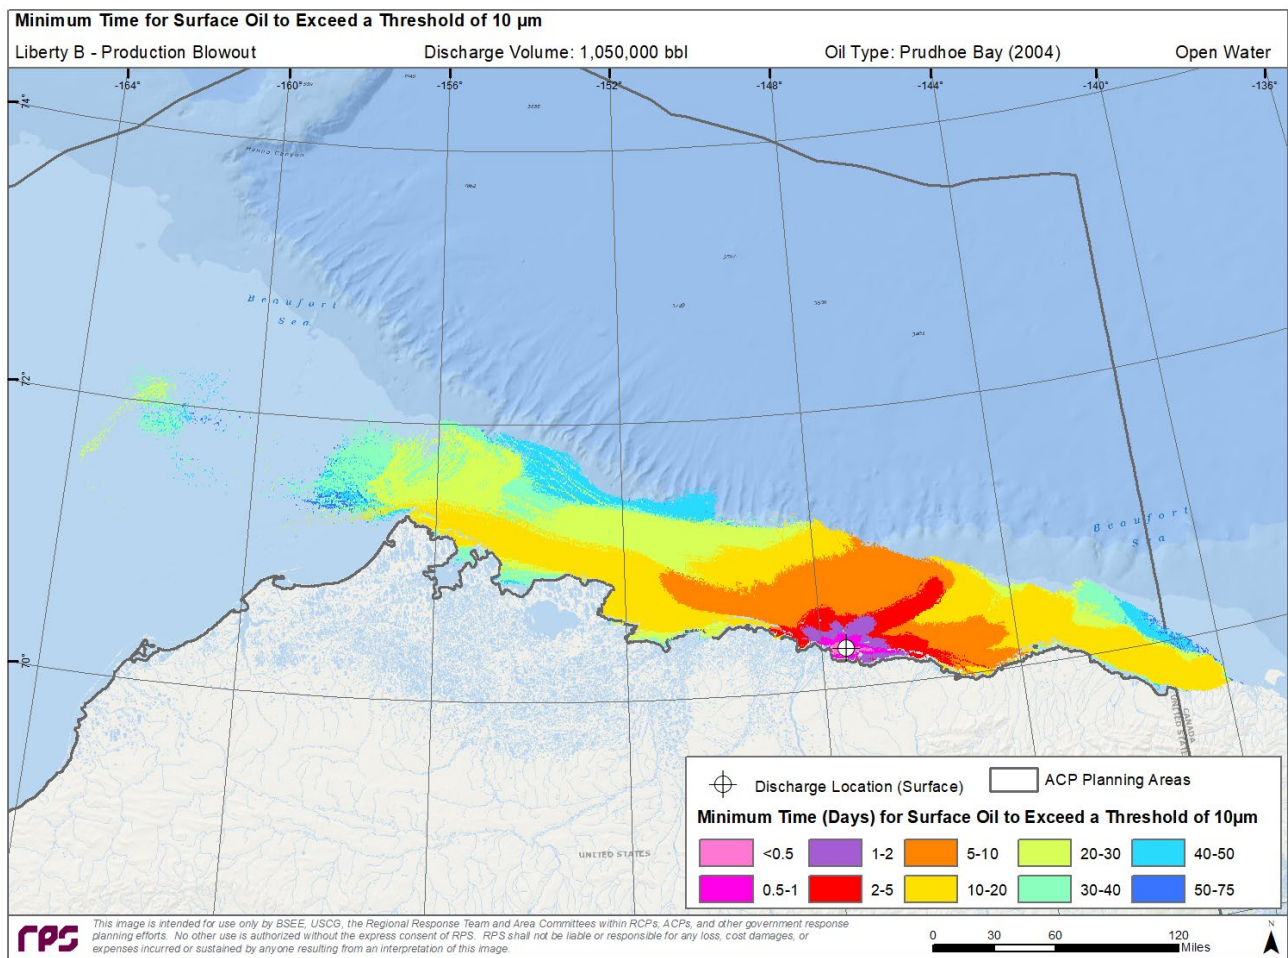 Minimum Time for Surface Oil to Exceed a Threshold of 10 µm
Liberty B - Production Blowout Discharge Volume: 1,050,000 bbl Oil Type: Prudhoe Bay (2004) Open Water
-164° -160° -156° -152° -148° -144° -140° -136°
74°
Hanna Canyon
Beaufort
Sea
72°
Beaufort
Sea
70°
CANADA
UNITED STATES
UNITED STATES
Discharge Location (Surface) ACP Planning Areas
Minimum Time (Days) for Surface Oil to Exceed a Threshold of 10µm
<0.5 1-2 5-10 20-30 40-50
0.5-1 2-5 10-20 30-40 50-75
rps
This image is intended for use only by BSEE, USCG, the Regional Response Team and Area Committees within RCPs, ACPs, and other government response
planning efforts. No other use is authorized without the express consent of RPS. RPS shall not be liable or responsible for any loss, cost damages, or
expenses incurred or sustained by anyone resulting from an interpretation of this image.
0 30 60 120
Miles
N